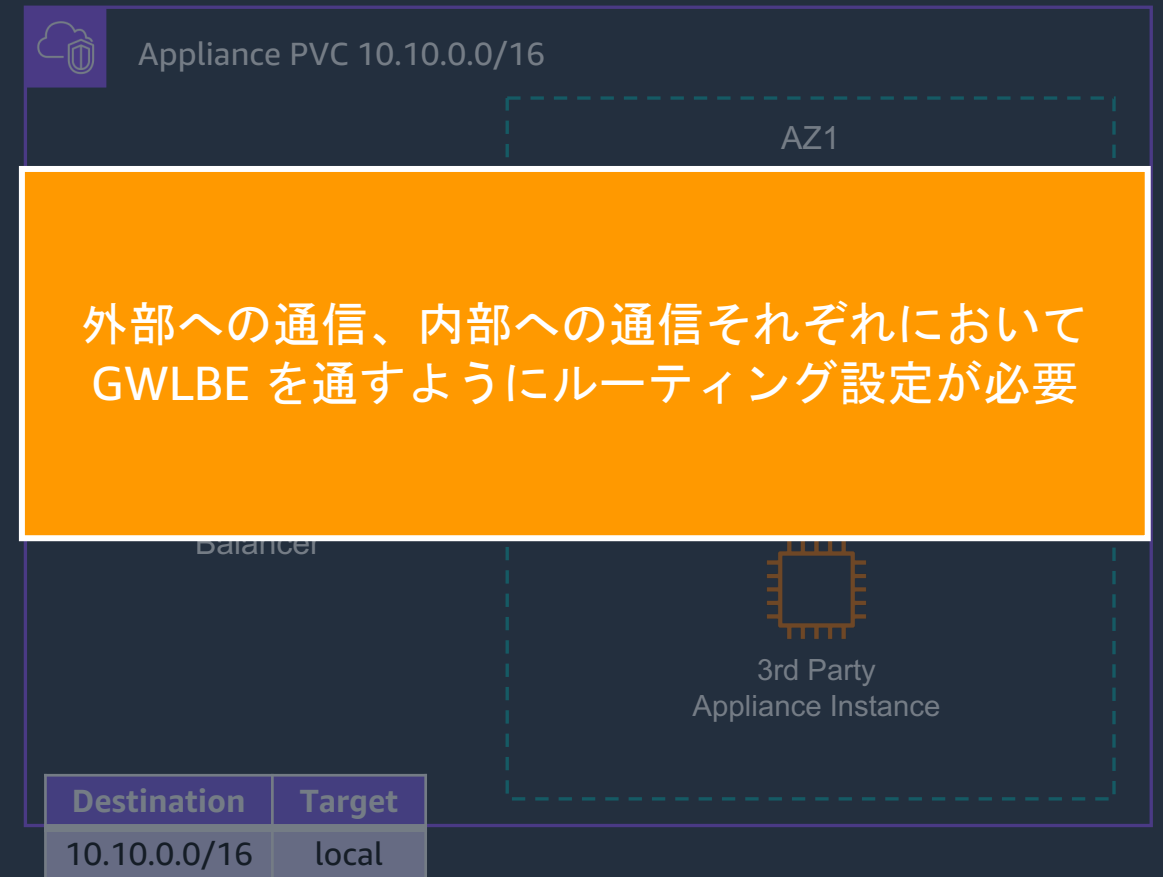 Appliance PVC 10.10.0.0/16
AZ1
外部への通信、内部への通信それぞれにおいて
GWLBE を通すようにルーティング設定が必要
Balancer
3rd Party
Appliance Instance
Destination Target
10.10.0.0/16 local